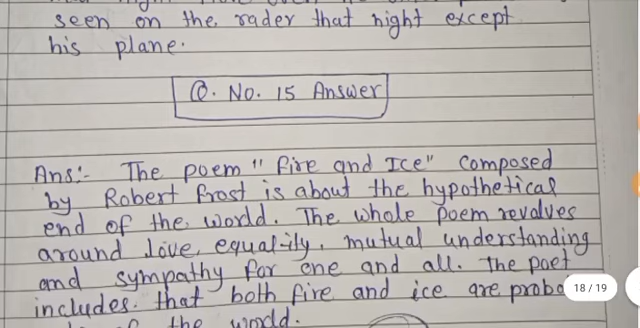 seen on the rader that night except
his plane.
Q. No. 15 Answer
Ans:- The poem "fire and Ice" composed
by Robert frost is about the hypothetical
end of the world. The whole poem revalves
around love, equality, mutual understanding
and sympathy for one and all. The poet
includes. that both fire and ice are proba
18 / 19
the world.